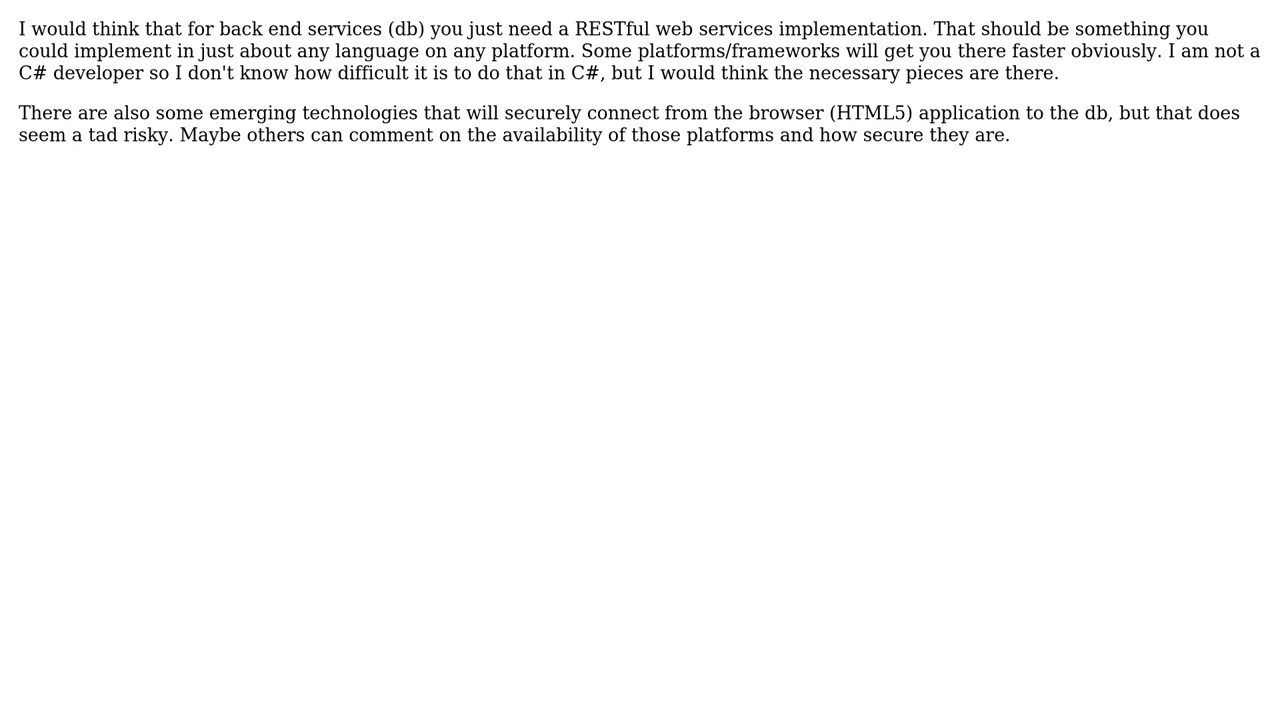 I would think that for back end services (db) you just need a RESTful web services implementation. That should be something you
could implement in just about any language on any platform. Some platforms/frameworks will get you there faster obviously. I am not a
C# developer so I don't know how difficult it is to do that in C#, but I would think the necessary pieces are there.
There are also some emerging technologies that will securely connect from the browser (HTML5) application to the db, but that does
seem a tad risky. Maybe others can comment on the availability of those platforms and how secure they are.